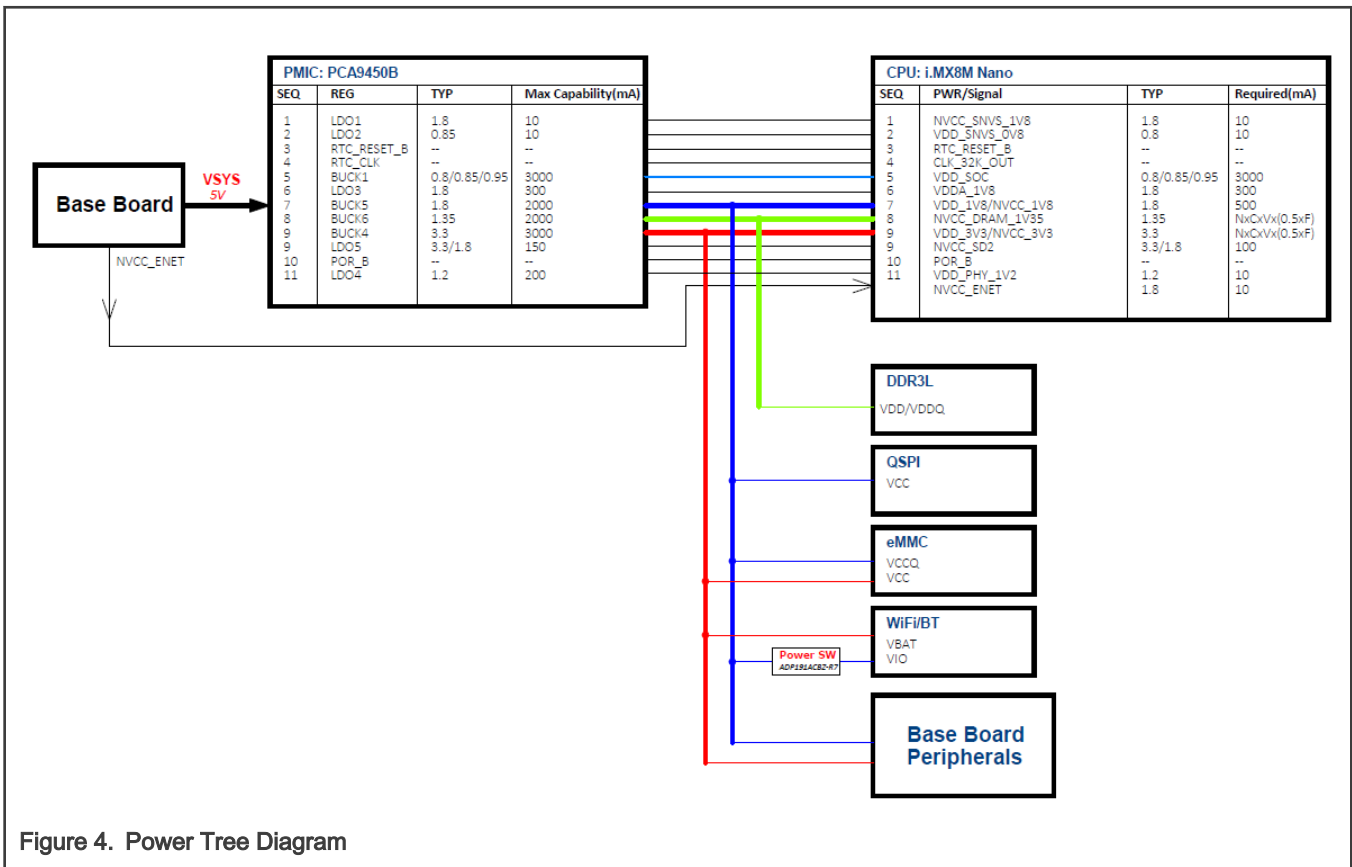 Base Board
VSYS
5V
NVCC_ENET
PMIC: PCA9450B
SEQ REG TYP Max Capability(mA)
1 LDO1 1.8 10
2 LDO2 0.85 10
3 RTC_RESET_B -- --
4 RTC_CLK -- --
5 BUCK1 0.8/0.85/0.95 3000
6 LDO3 1.8 300
7 BUCK5 1.8 2000
8 BUCK6 1.35 2000
9 BUCK4 3.3 3000
9 LDO5 3.3/1.8 150
10 POR_B -- --
11 LDO4 1.2 200
CPU: i.MX8M Nano
SEQ PWR/Signal TYP Required(mA)
1 NVCC_SNVS_1V8 1.8 10
2 VDD_SNVS_0V8 0.8 10
3 RTC_RESET_B -- --
4 CLK_32K_OUT -- --
5 VDD_SOC 0.8/0.85/0.95 3000
6 VDDA_1V8 1.8 300
7 VDD_1V8/NVCC_1V8 1.8 500
8 NVCC_DRAM_1V35 1.35 NxCxVx(0.5xF)
9 VDD_3V3/NVCC_3V3 3.3 NxCxVx(0.5xF)
9 NVCC_SD2 3.3/1.8 100
10 POR_B -- --
11 VDD_PHY_1V2 1.2 10
NVCC_ENET 1.8 10
DDR3L
VDD/VDDQ
QSPI
VCC
eMMC
VCCQ
VCC
WiFi/BT
VBAT
VIO
Power SW
ADP191ACBZ-R7
Base Board
Peripherals
Figure 4. Power Tree Diagram